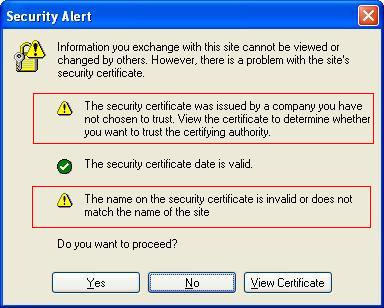 Security Alert
Information you exchange with this site cannot be viewed or
changed by others. However, there is a problem with the site's
security certificate.
The security certificate was issued by a company you have
not chosen to trust. View the certificate to determine whether
you want to trust the certifying authority.
The security certificate date is valid.
The name on the security certificate is invalid or does not
match the name of the site
Do you want to proceed?
Yes No View Certificate